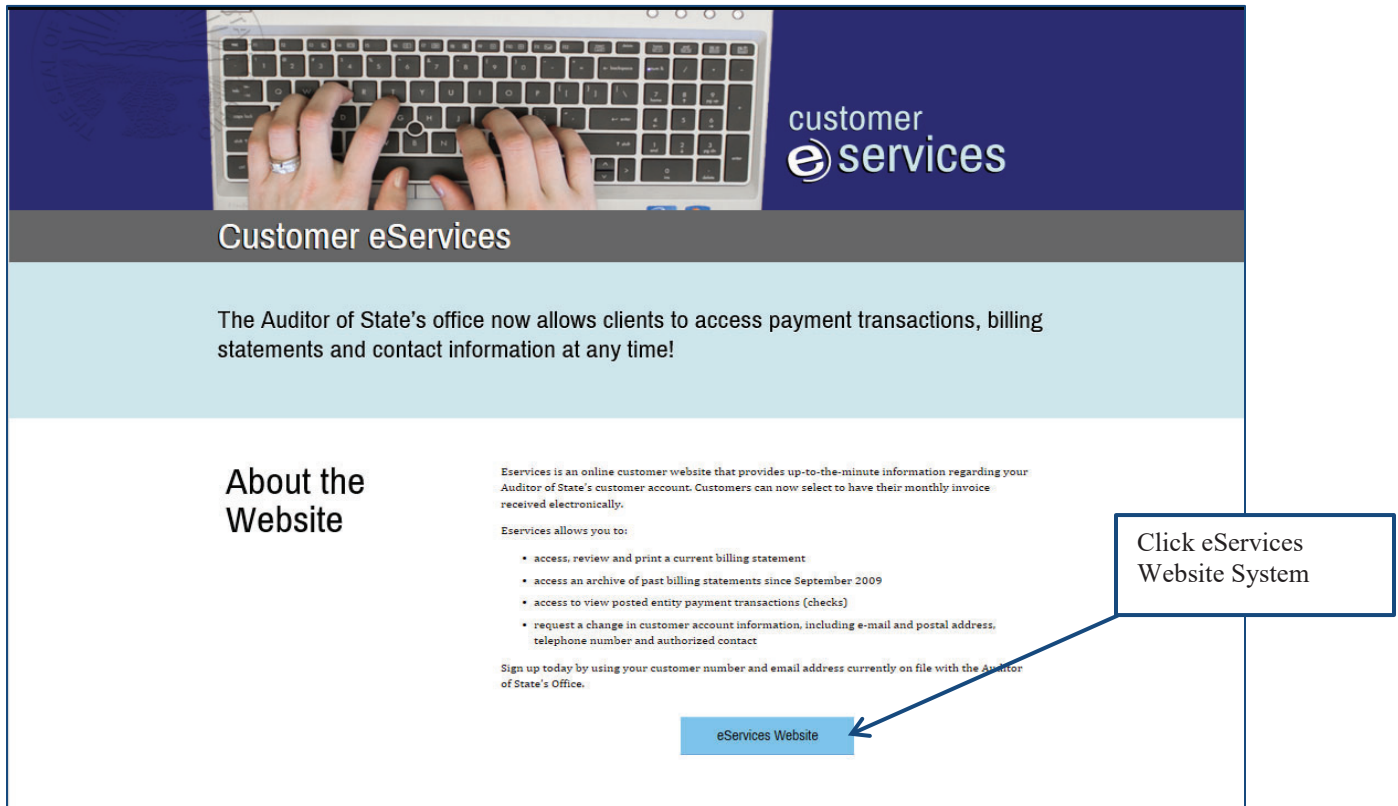 customer
e services
Customer eServices
The Auditor of State's office now allows clients to access payment transactions, billing
statements and contact information at any time!
About the
Website
Eservices is an online customer website that provides up-to-the-minute information regarding your
Auditor of State's customer account. Customers can now select to have their monthly invoice
received electronically.
Eservices allows you to:
• access, review and print a current billing statement
• access an archive of past billing statements since September 2009
• access to view posted entity payment transactions (checks)
• request a change in customer account information, including e-mail and postal address,
telephone number and authorized contact
Sign up today by using your customer number and email address currently on file with the Auditor
of State's Office.
eServices Website
Click eServices
Website System